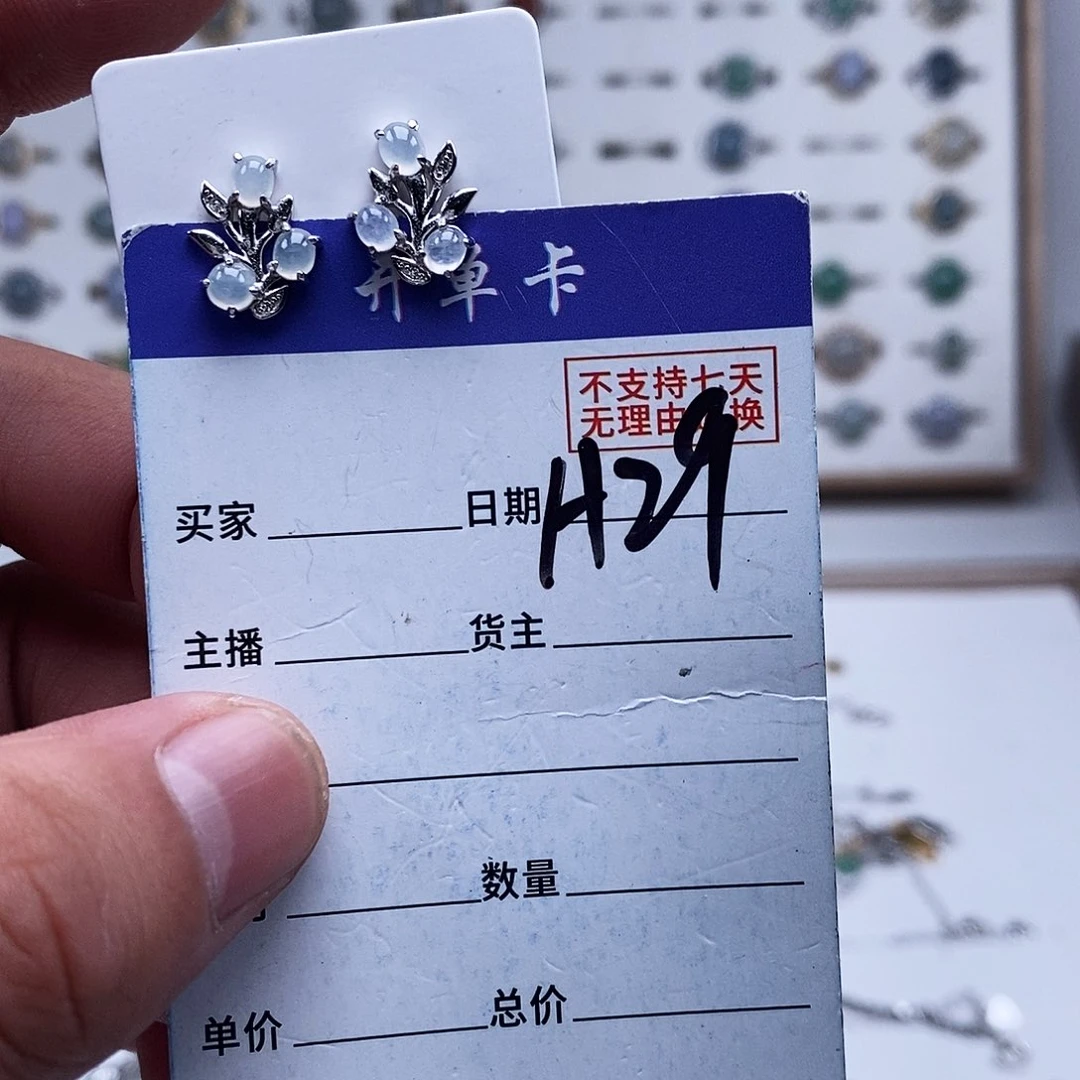 开单卡
不支持七天
无理由 换
买家 日期 H29
主播 货主
数量
单价 总价